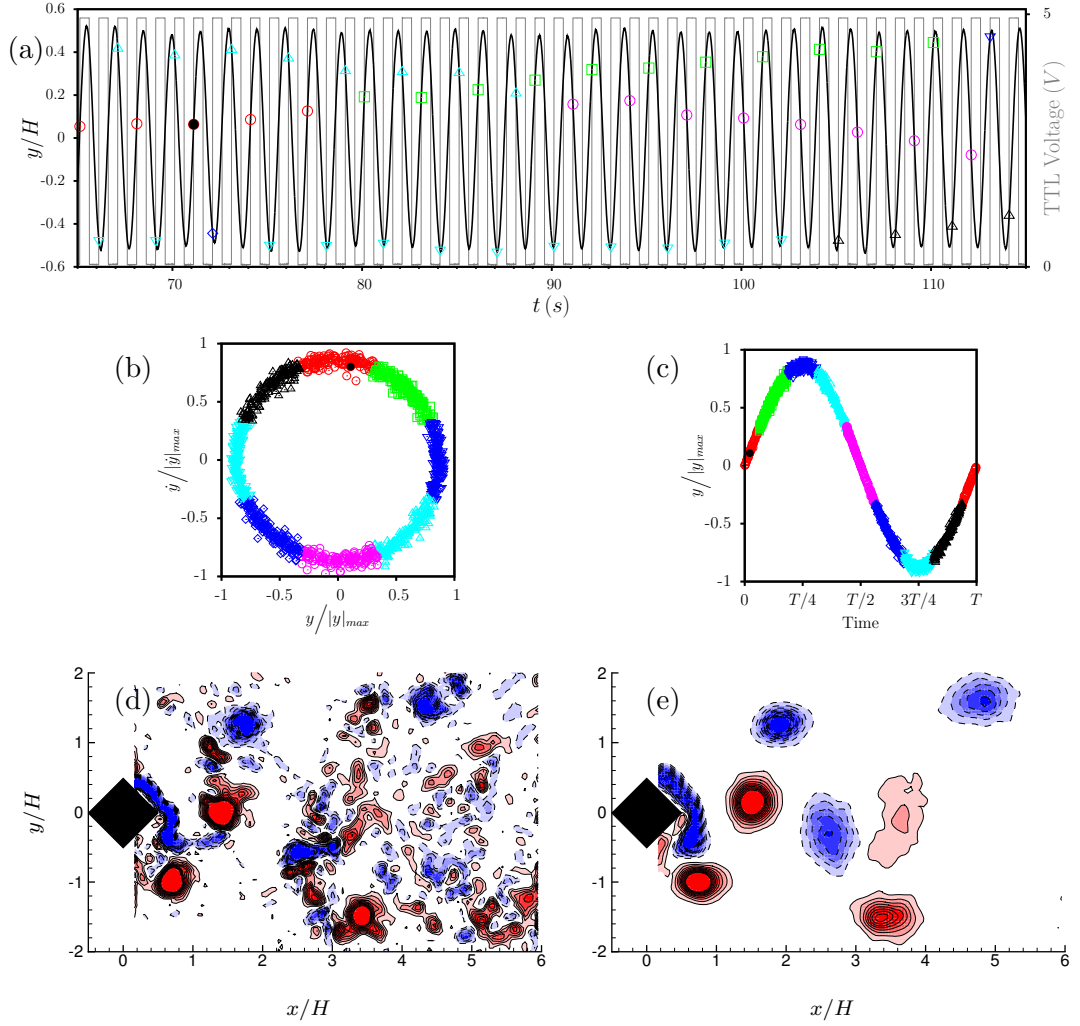 (a)
0.6
0.4
0.2
0
-0.2
-0.4
-0.6
y/H
5
0
TTL Voltage (V)
70
80
90
100
110
t (s)
(b)
1
0.5
0
-0.5
-1
ẏ/|ẏ|max
-1
-0.5
0
0.5
1
y/|y|max
(c)
1
0.5
0
-0.5
-1
y/|y|max
0
T/4
T/2
3T/4
T
Time
(d)
2
1
0
-1
-2
y/H
0
1
2
3
4
5
6
x/H
(e)
2
1
0
-1
-2
0
1
2
3
4
5
6
x/H